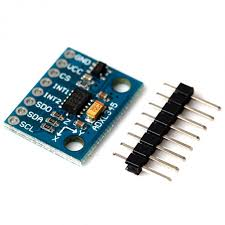 GND
VCC
CS
INT1
INT2
SDO
SDA
SCL
X
Z
ADXL345